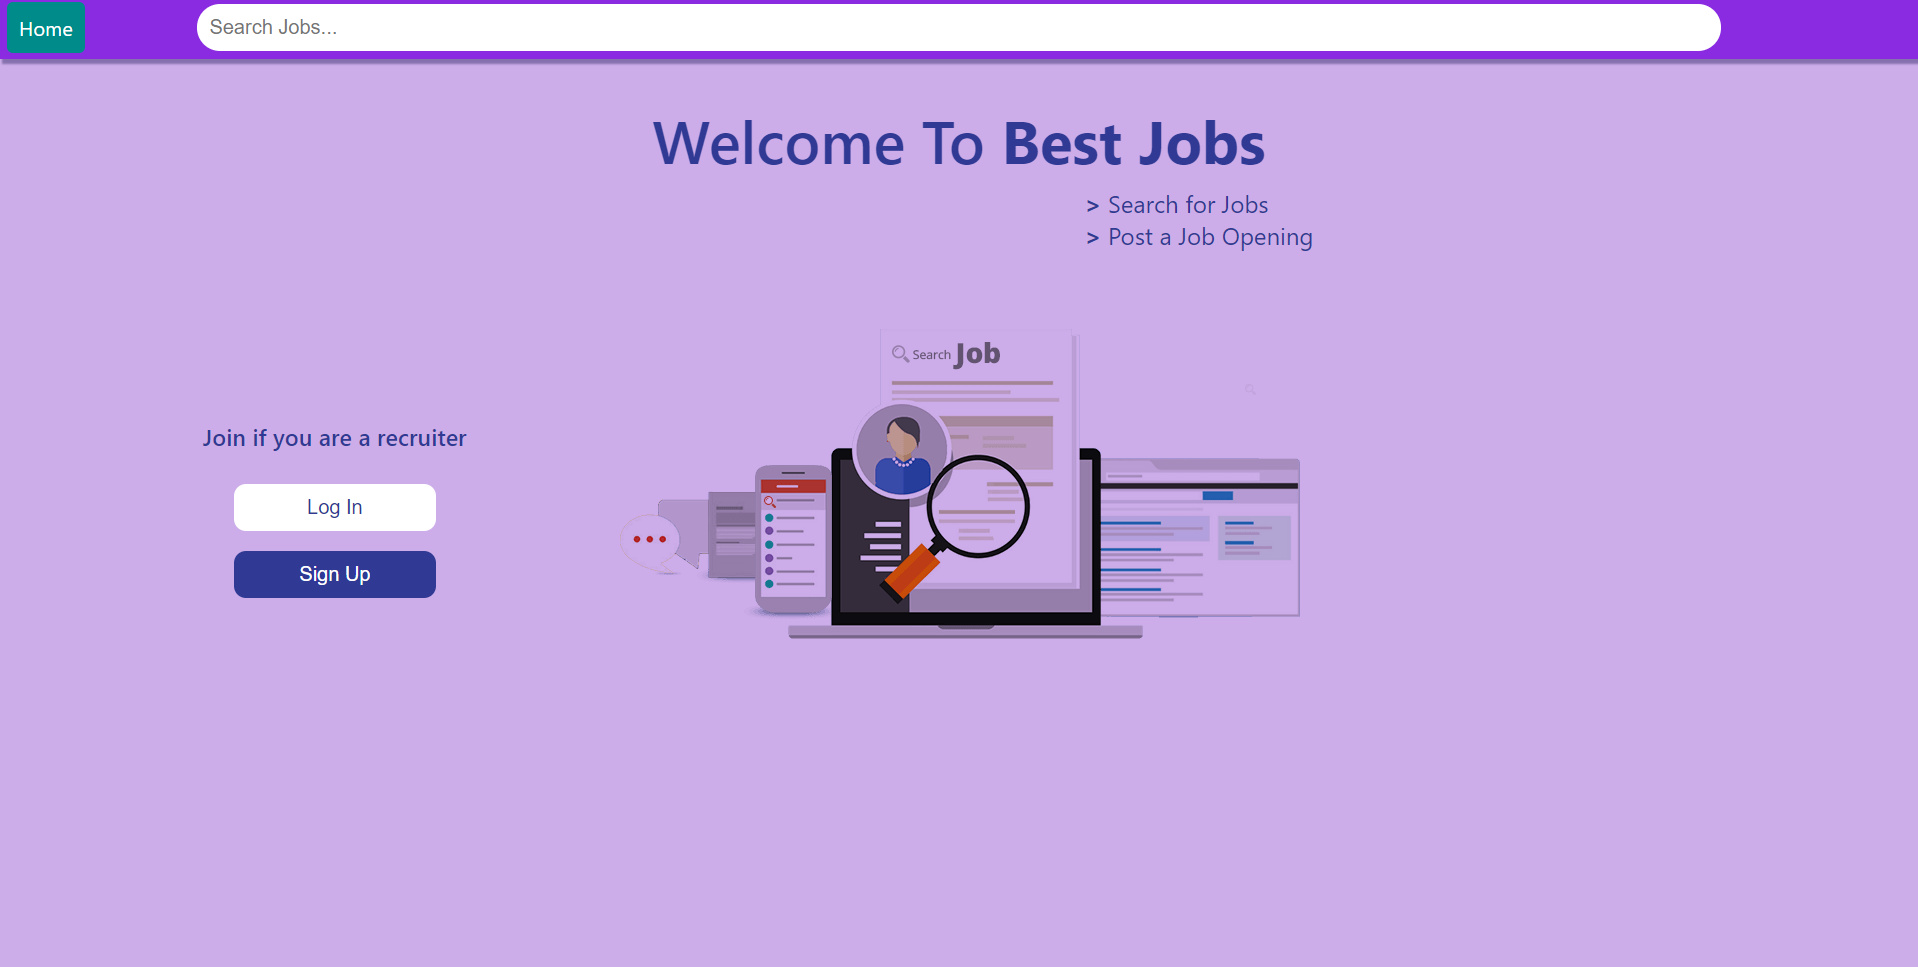 Home
Search Jobs...
Welcome To Best Jobs
> Search for Jobs
> Post a Job Opening
Search Job
Join if you are a recruiter
Log In
Sign Up